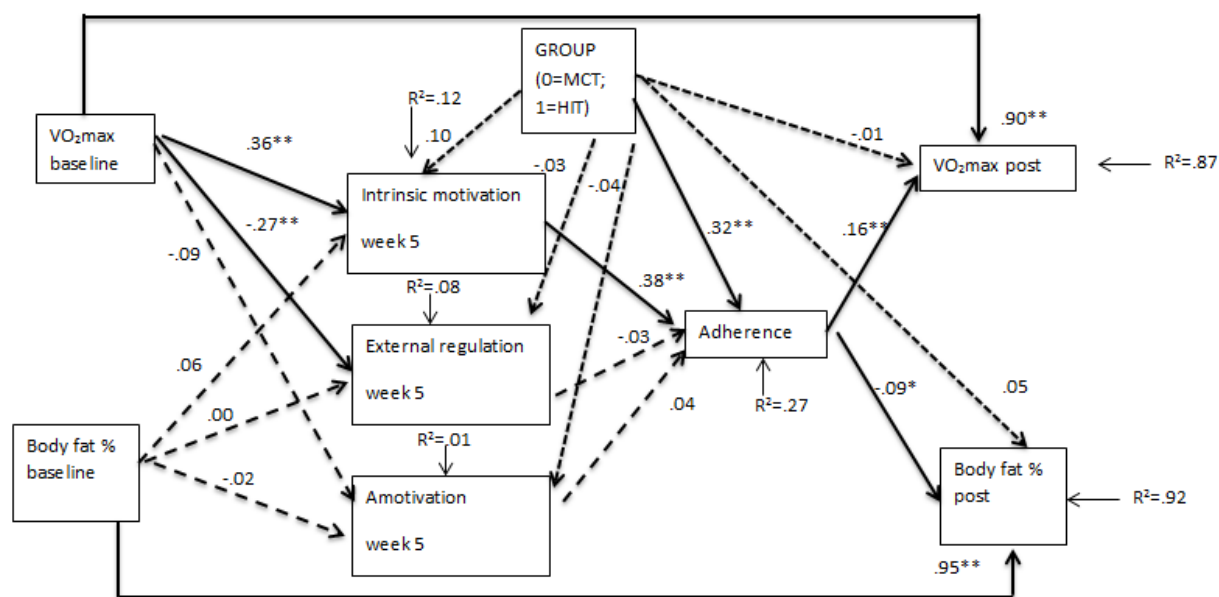 GROUP
(0=MCT;
1=HIT)
R²=.12
.10
-.01
.90**
VO₂max
baseline
.36**
-.03
-.04
VO₂max post
R²=.87
Intrinsic motivation
week 5
-.27**
-.09
.32**
.16**
.38**
R²=.08
Adherence
External regulation
week 5
-.03
.06
.00
.04
R²=.27
-.09*
.05
Body fat %
baseline
R²=.01
-.02
Amotivation
week 5
Body fat %
post
R²=.92
.95**